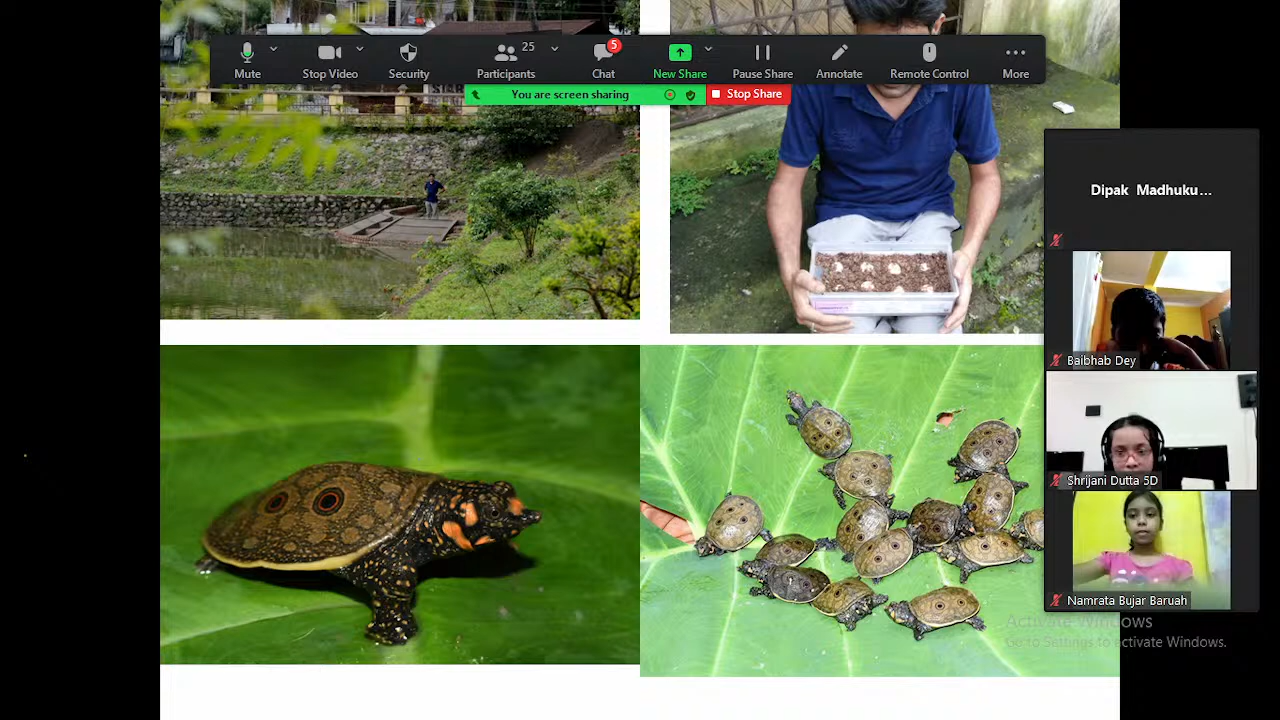 25
5
Mute
Stop Video
Security
Participants
Chat
New Share
Pause Share
Annotate
Remote Control
More
You are screen sharing
Stop Share
Dipak Madhuku...
Baibhab Dey
Shrijani Dutta 5D
Namrata Bujar Baruah
Activate Windows
Go to Settings to activate Windows.